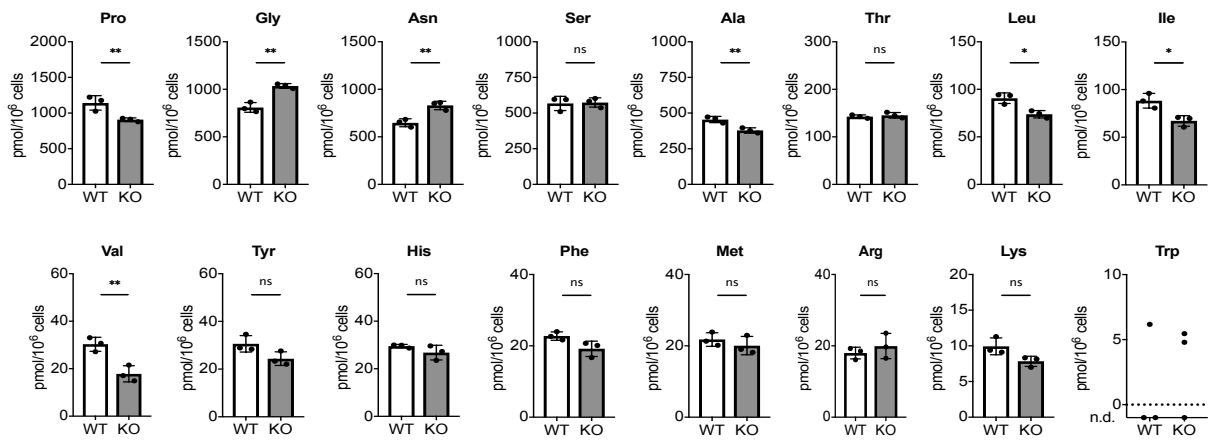 Pro
Gly
Asn
Ser
Ala
Thr
Leu
Ile
pmol/10⁶ cells
2000
1500
1000
500
0
WT KO
**
pmol/10⁶ cells
1500
1000
500
0
WT KO
**
pmol/10⁶ cells
1500
1000
500
0
WT KO
**
pmol/10⁶ cells
1000
750
500
250
0
WT KO
ns
pmol/10⁶ cells
1000
750
500
250
0
WT KO
**
pmol/10⁶ cells
300
200
100
0
WT KO
ns
pmol/10⁶ cells
150
100
50
0
WT KO
*
pmol/10⁶ cells
150
100
50
0
WT KO
*
Val
Tyr
His
Phe
Met
Arg
Lys
Trp
pmol/10⁶ cells
60
40
20
0
WT KO
**
pmol/10⁶ cells
60
40
20
0
WT KO
ns
pmol/10⁶ cells
60
40
20
0
WT KO
ns
pmol/10⁶ cells
40
20
0
WT KO
ns
pmol/10⁶ cells
40
20
0
WT KO
ns
pmol/10⁶ cells
40
20
0
WT KO
ns
pmol/10⁶ cells
20
15
10
5
0
WT KO
ns
pmol/10⁶ cells
10
5
0
n.d.
WT KO